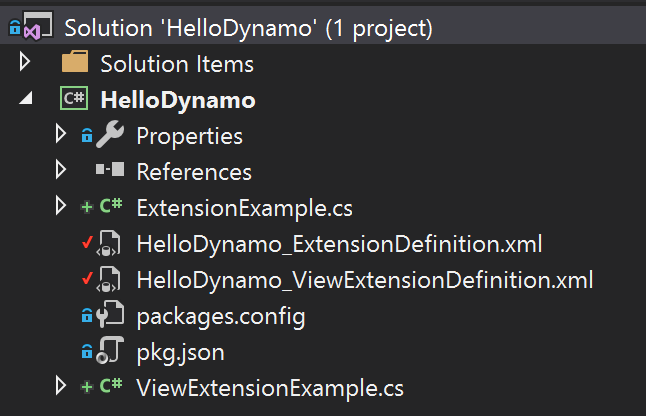 Solution 'HelloDynamo' (1 project)
Solution Items
C# HelloDynamo
Properties
References
C# ExtensionExample.cs
HelloDynamo_ExtensionDefinition.xml
HelloDynamo_ViewExtensionDefinition.xml
packages.config
pkg.json
C# ViewExtensionExample.cs